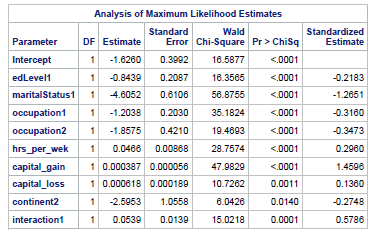 Analysis of Maximum Likelihood Estimates
Parameter DF Estimate Standard Error Wald Chi-Square Pr > ChiSq Standardized Estimate
Intercept 1 -1.6260 0.3992 16.5877 <.0001
edLevel1 1 -0.8439 0.2087 16.3565 <.0001 -0.2183
maritalStatus1 1 -4.6052 0.6106 56.8755 <.0001 -1.2651
occupation1 1 -1.2038 0.2030 35.1824 <.0001 -0.3160
occupation2 1 -1.8575 0.4210 19.4693 <.0001 -0.3473
hrs_per_wek 1 0.0466 0.00868 28.7574 <.0001 0.2960
capital_gain 1 0.000387 0.000056 47.9829 <.0001 1.4596
capital_loss 1 0.000618 0.000189 10.7262 0.0011 0.1360
continent2 1 -2.5953 1.0558 6.0426 0.0140 -0.2748
interaction1 1 0.0539 0.0139 15.0218 0.0001 0.5786